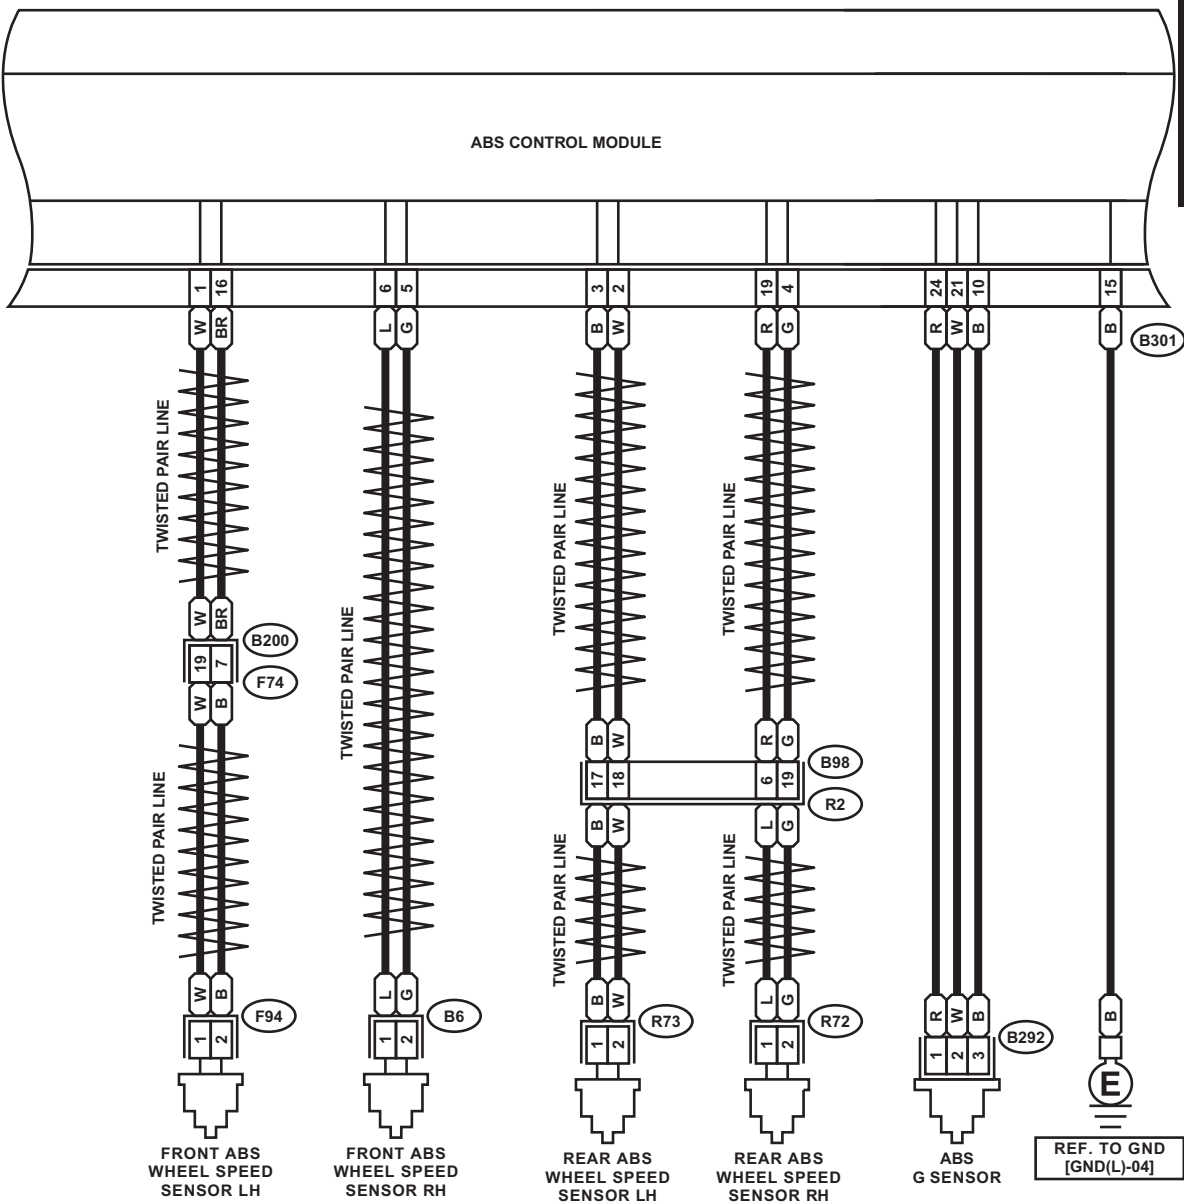 ABS CONTROL MODULE
1 16 6 5 3 2 19 4 24 21 10 15
W BR L G B W R G R W B B
B301
TWISTED PAIR LINE
TWISTED PAIR LINE
TWISTED PAIR LINE
TWISTED PAIR LINE
W BR
B200
19 7
F74
W B
B W R G
B98
17 18 6 19
R2
B W L G
TWISTED PAIR LINE
TWISTED PAIR LINE
TWISTED PAIR LINE
W B L G B W L G R W B B
F94
B6
R73
R72
B292
1 2 1 2 1 2 1 2 1 2 3
E
FRONT ABS
WHEEL SPEED
SENSOR LH
FRONT ABS
WHEEL SPEED
SENSOR RH
REAR ABS
WHEEL SPEED
SENSOR LH
REAR ABS
WHEEL SPEED
SENSOR RH
ABS
G SENSOR
REF. TO GND
[GND(L)-04]